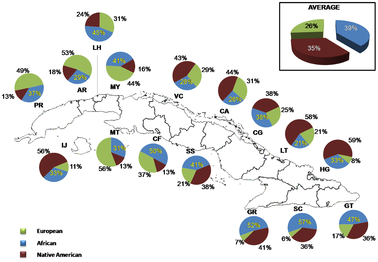 AVERAGE
26%
39%
35%
24%
31%
45%
LH
53%
18%
29%
AR
41%
16%
44%
MY
43%
29%
28%
VC
49%
13%
37%
PR
44%
31%
CA
38%
25%
38%
CG
58%
21%
21%
LT
59%
8%
33%
HG
56%
11%
33%
IJ
MT
31%
56%
13%
CF
50%
37%
13%
SS
41%
21%
38%
GR
52%
7%
41%
SC
57%
6%
36%
GT
47%
17%
36%
European
African
Native American